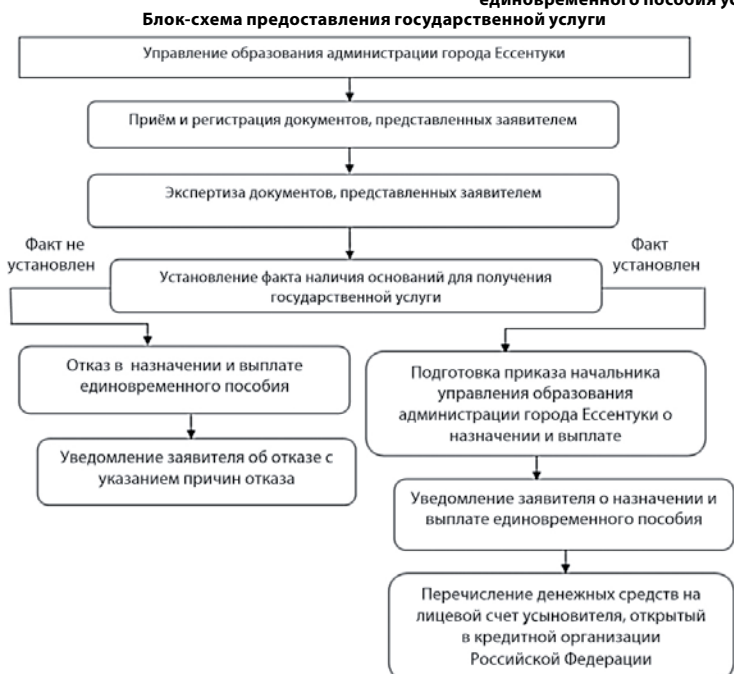 единовременного пособия
Блок-схема предоставления государственной услуги
Управление образования администрации города Ессентуки
Приём и регистрация документов, представленных заявителем
Экспертиза документов, представленных заявителем
Факт не
установлен
Факт
установлен
Установление факта наличия оснований для получения
государственной услуги
Отказ в назначении и выплате
единовременного пособия
Уведомление заявителя об отказе с
указанием причин отказа
Подготовка приказа начальника
управления образования
администрации города Ессентуки о
назначении и выплате
Уведомление заявителя о назначении и
выплате единовременного пособия
Перечисление денежных средств на
лицевой счет усыновителя, открытый
в кредитной организации
Российской Федерации